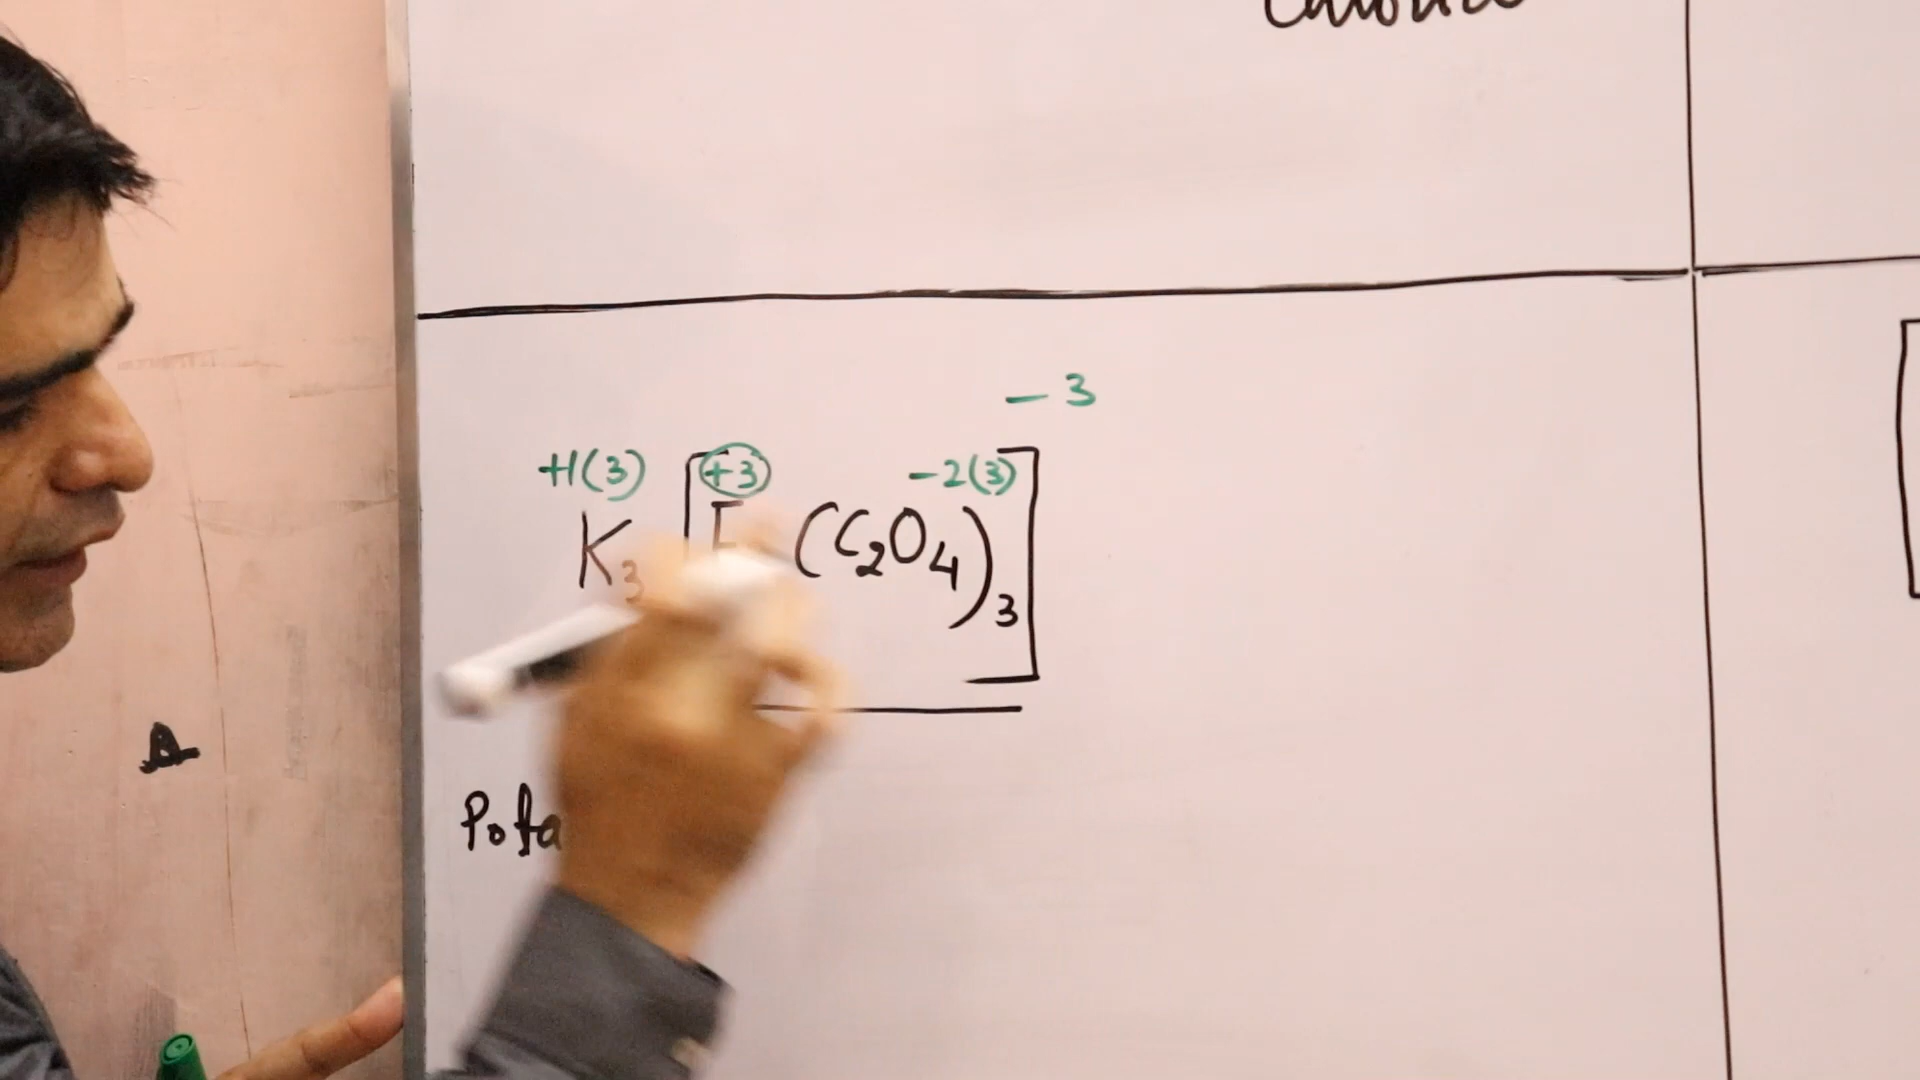 - 3
+1(3) +3 -2(3)
K3 [F (C2O4)3]
Pota